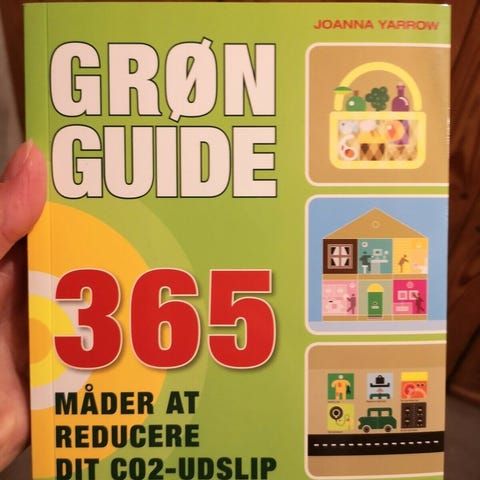 JOANNA YARROW
GRØN
GUIDE
365
MÅDER AT
REDUCERE
DIT CO2-UDSLIP